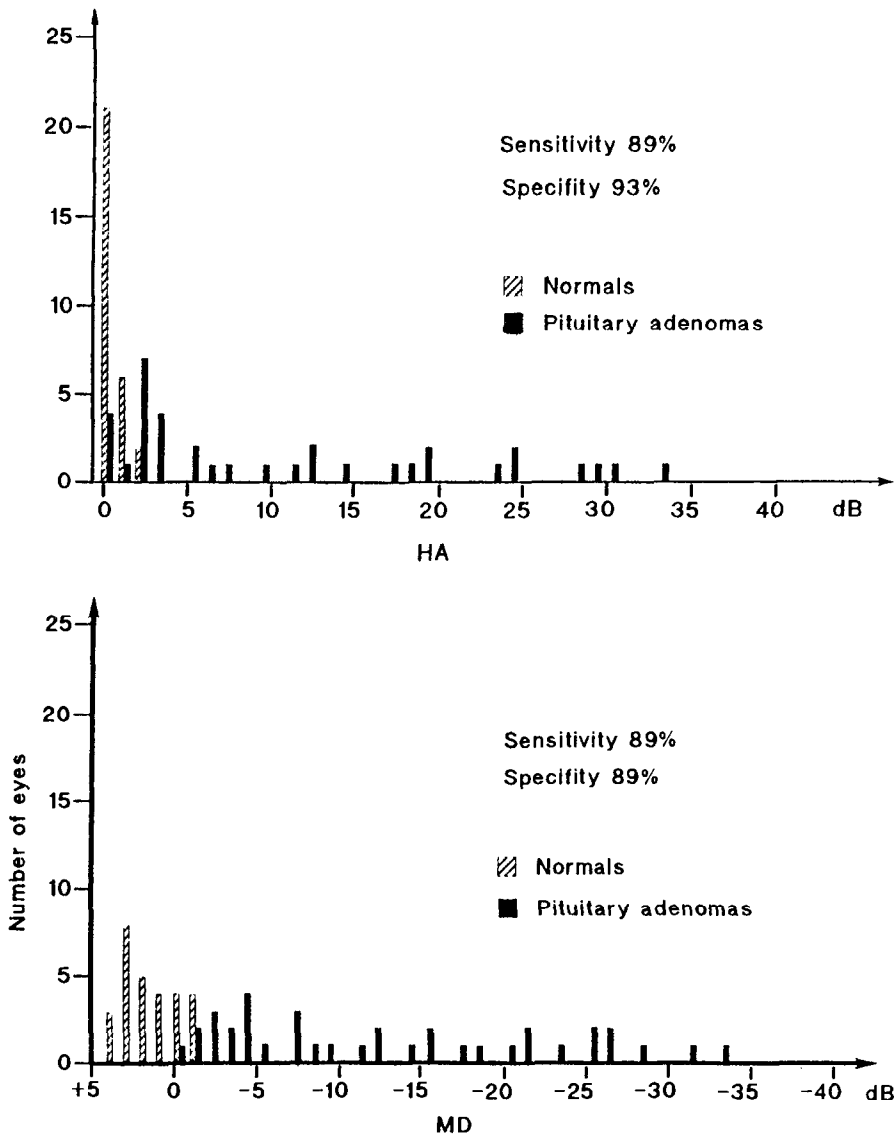 25
20
15
10
5
0
Sensitivity 89%
Specifity 93%
Normals
Pituitary adenomas
0 5 10 15 20 25 30 35 40 dB
HA
Number of eyes
25
20
15
10
5
0
Sensitivity 89%
Specifity 89%
Normals
Pituitary adenomas
+5 0 -5 -10 -15 -20 -25 -30 -35 -40 dB
MD